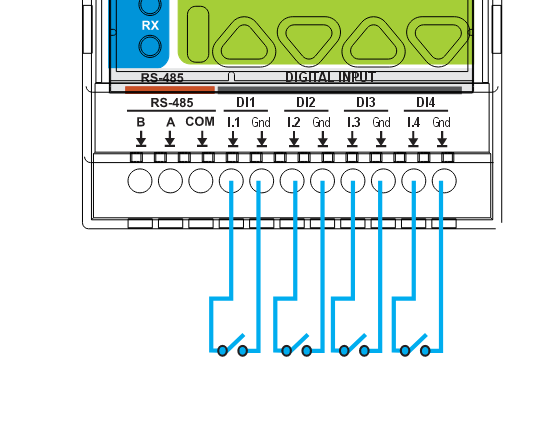 RX
RS-485 DIGITAL INPUT
RS-485 DI1 DI2 DI3 DI4
B A COM I.1 Gnd I.2 Gnd I.3 Gnd I.4 Gnd